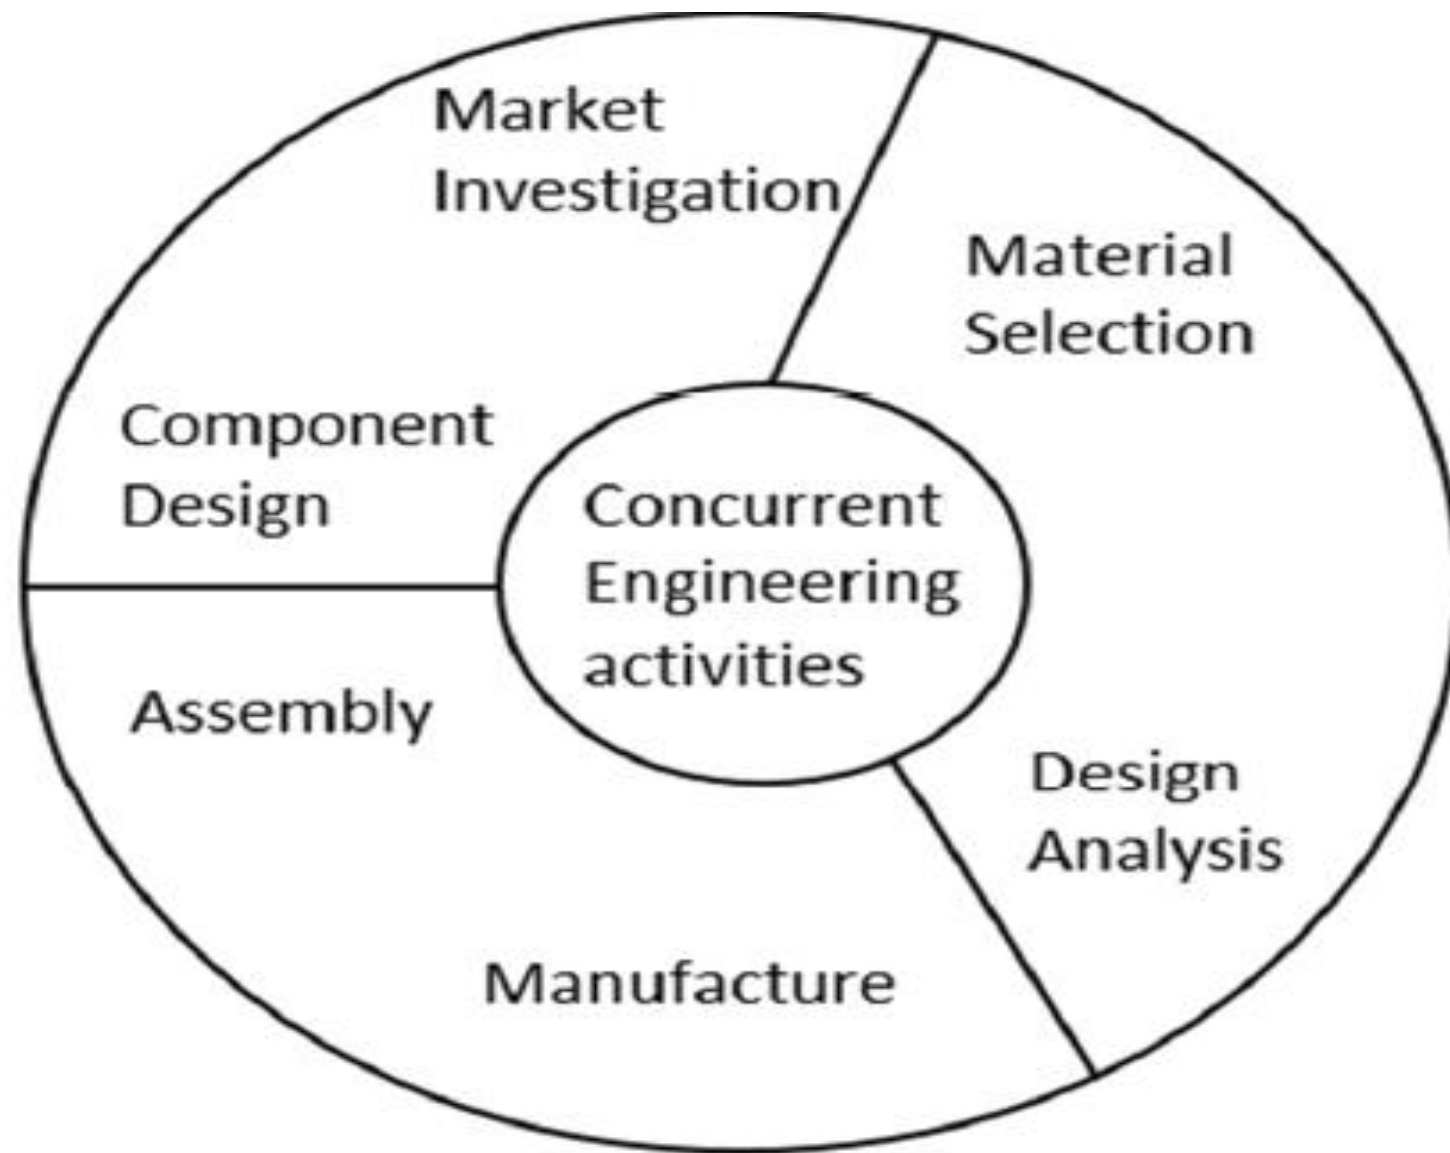 Market
Investigation
Material
Selection
Component
Design
Concurrent
Engineering
activities
Assembly
Design
Analysis
Manufacture